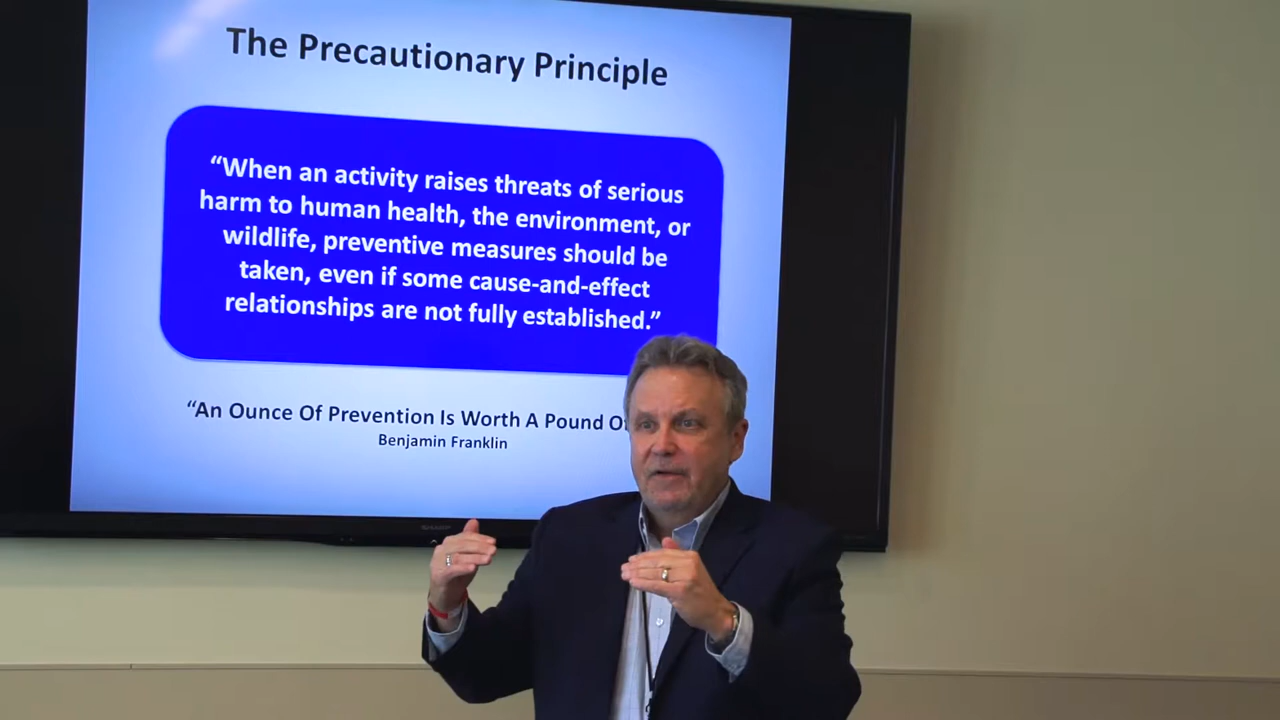 The Precautionary Principle
“When an activity raises threats of serious
harm to human health, the environment, or
wildlife, preventive measures should be
taken, even if some cause-and-effect
relationships are not fully established.”
“An Ounce Of Prevention Is Worth A Pound
Benjamin Franklin
SHARP